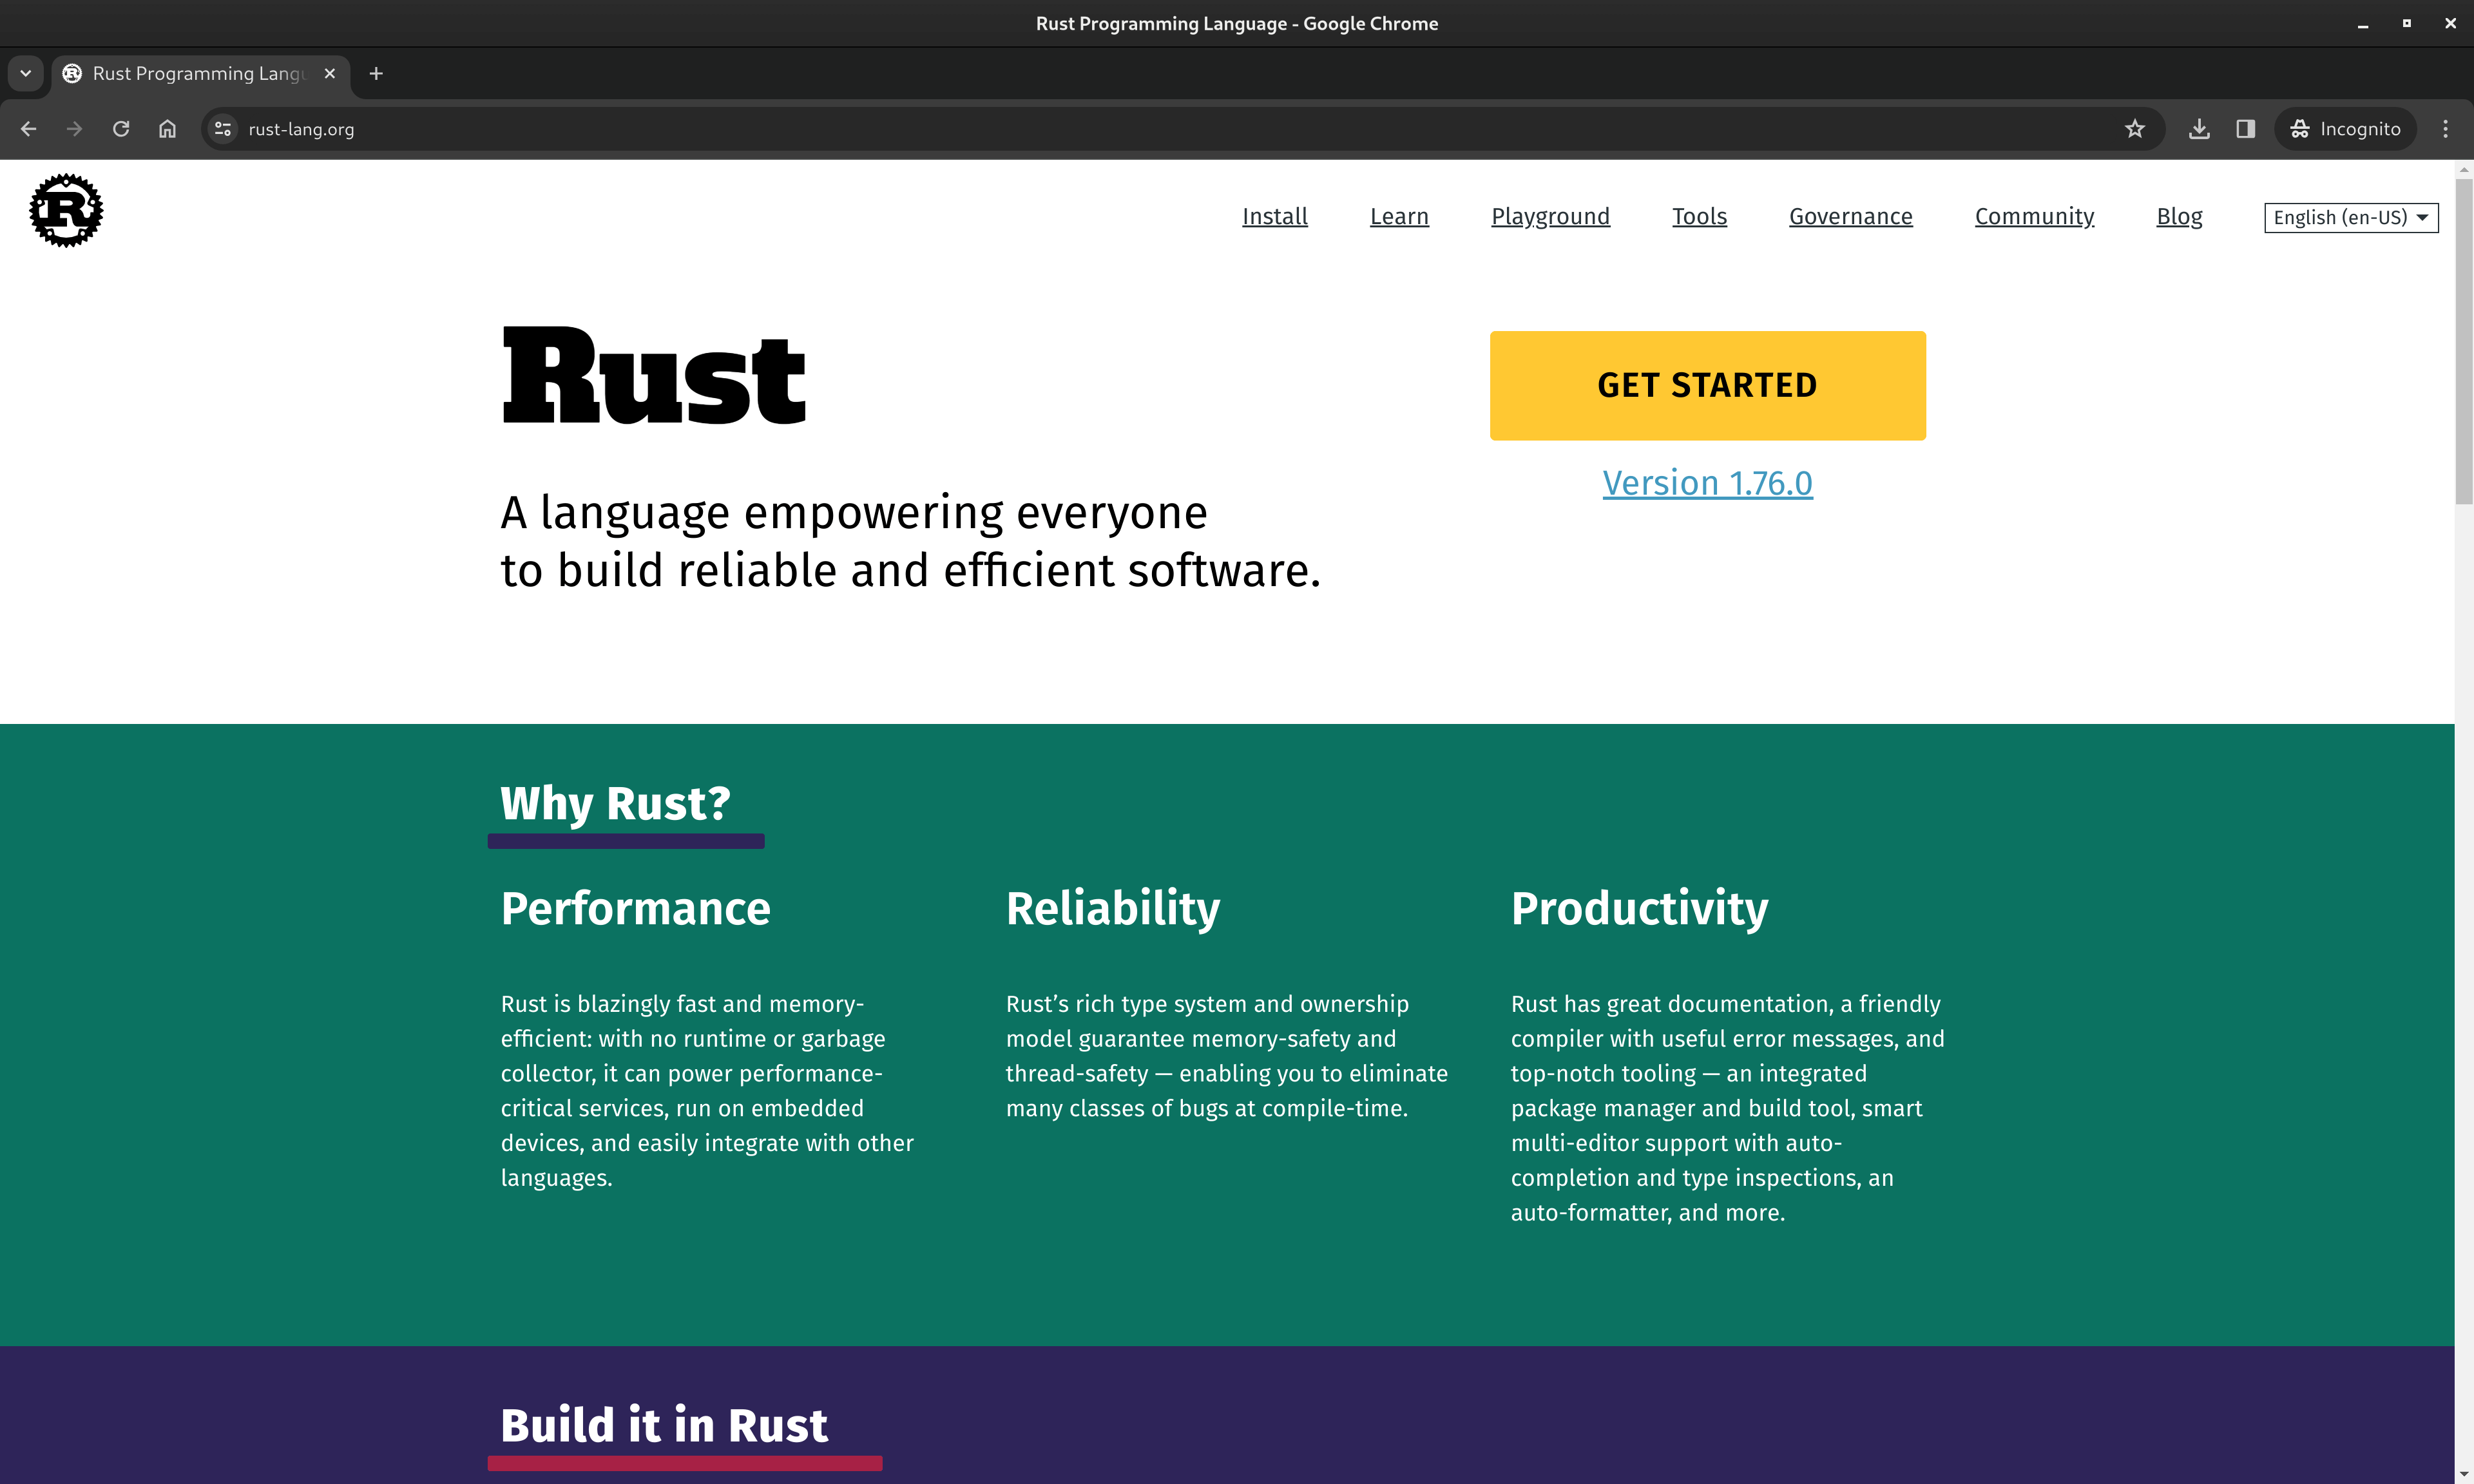 Rust Programming Language - Google Chrome
Rust Programming Langu
rust-lang.org
Incognito
R
Install Learn Playground Tools Governance Community Blog English (en-US)
Rust
GET STARTED
Version 1.76.0
A language empowering everyone
to build reliable and efficient software.
Why Rust?
Performance
Rust is blazingly fast and memory-
efficient: with no runtime or garbage
collector, it can power performance-
critical services, run on embedded
devices, and easily integrate with other
languages.
Reliability
Rust’s rich type system and ownership
model guarantee memory-safety and
thread-safety — enabling you to eliminate
many classes of bugs at compile-time.
Productivity
Rust has great documentation, a friendly
compiler with useful error messages, and
top-notch tooling — an integrated
package manager and build tool, smart
multi-editor support with auto-
completion and type inspections, an
auto-formatter, and more.
Build it in Rust